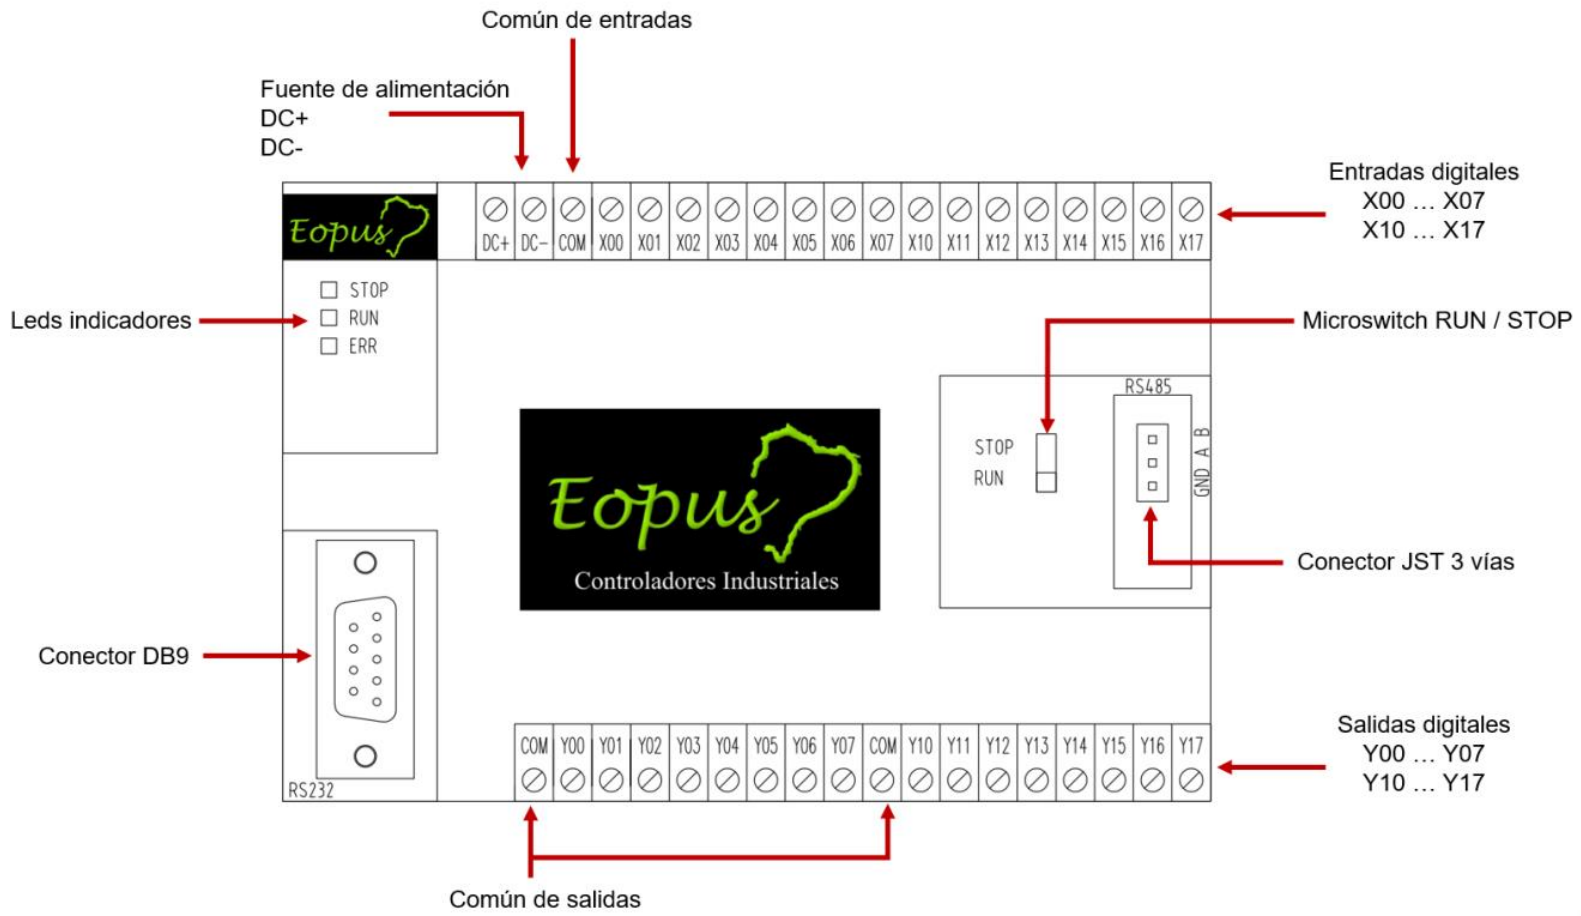 Común de entradas
Fuente de alimentación
DC+
DC-
Entradas digitales
X00 ... X07
X10 ... X17
Eopus
DC+ DC- COM X00 X01 X02 X03 X04 X05 X06 X07 X10 X11 X12 X13 X14 X15 X16 X17
STOP
RUN
ERR
Leds indicadores
Microswitch RUN / STOP
RS485
STOP
RUN
GND A B
Eopus
Controladores Industriales
Conector JST 3 vías
Conector DB9
RS232
COM Y00 Y01 Y02 Y03 Y04 Y05 Y06 Y07 COM Y10 Y11 Y12 Y13 Y14 Y15 Y16 Y17
Salidas digitales
Y00 ... Y07
Y10 ... Y17
Común de salidas